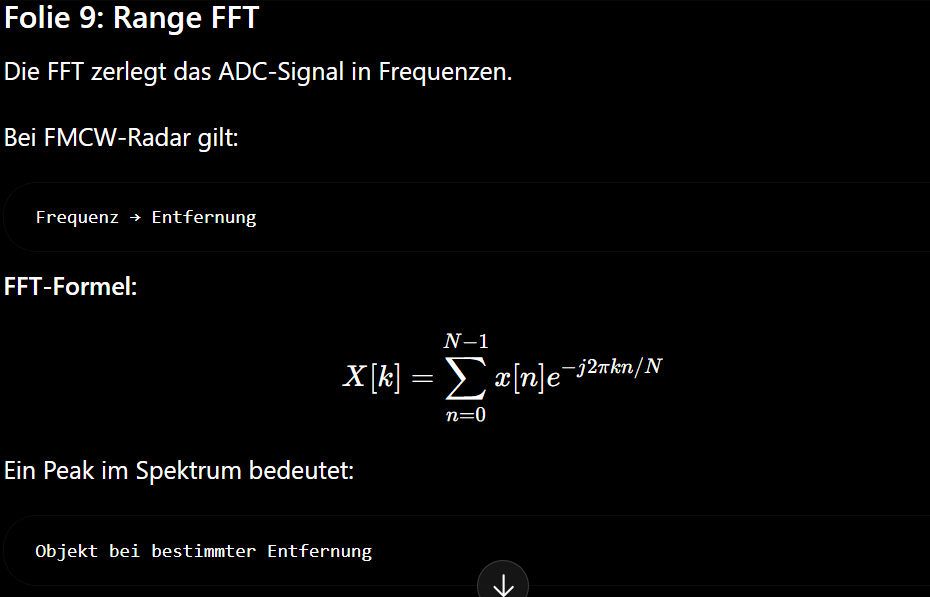 Folie 9: Range FFT
Die FFT zerlegt das ADC-Signal in Frequenzen.
Bei FMCW-Radar gilt:
Frequenz → Entfernung
FFT-Formel:
X[k] = ∑_{n=0}^{N−1} x[n]e^{−j2πkn/N}
Ein Peak im Spektrum bedeutet:
Objekt bei bestimmter Entfernung